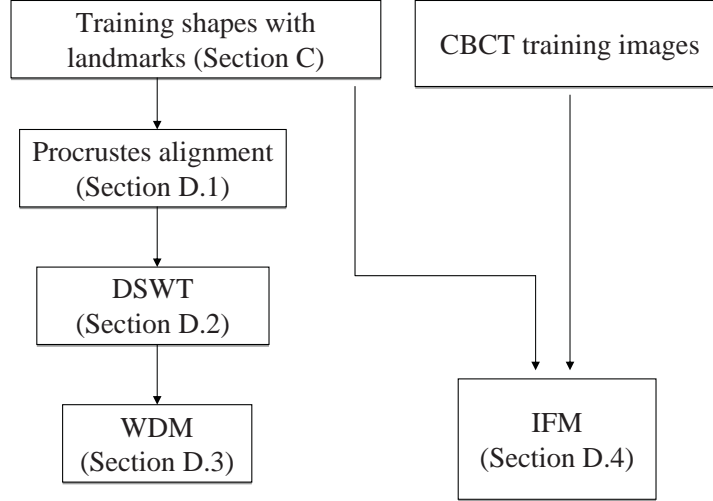 Training shapes with
landmarks (Section C)
CBCT training images
Procrustes alignment
(Section D.1)
DSWT
(Section D.2)
WDM
(Section D.3)
IFM
(Section D.4)